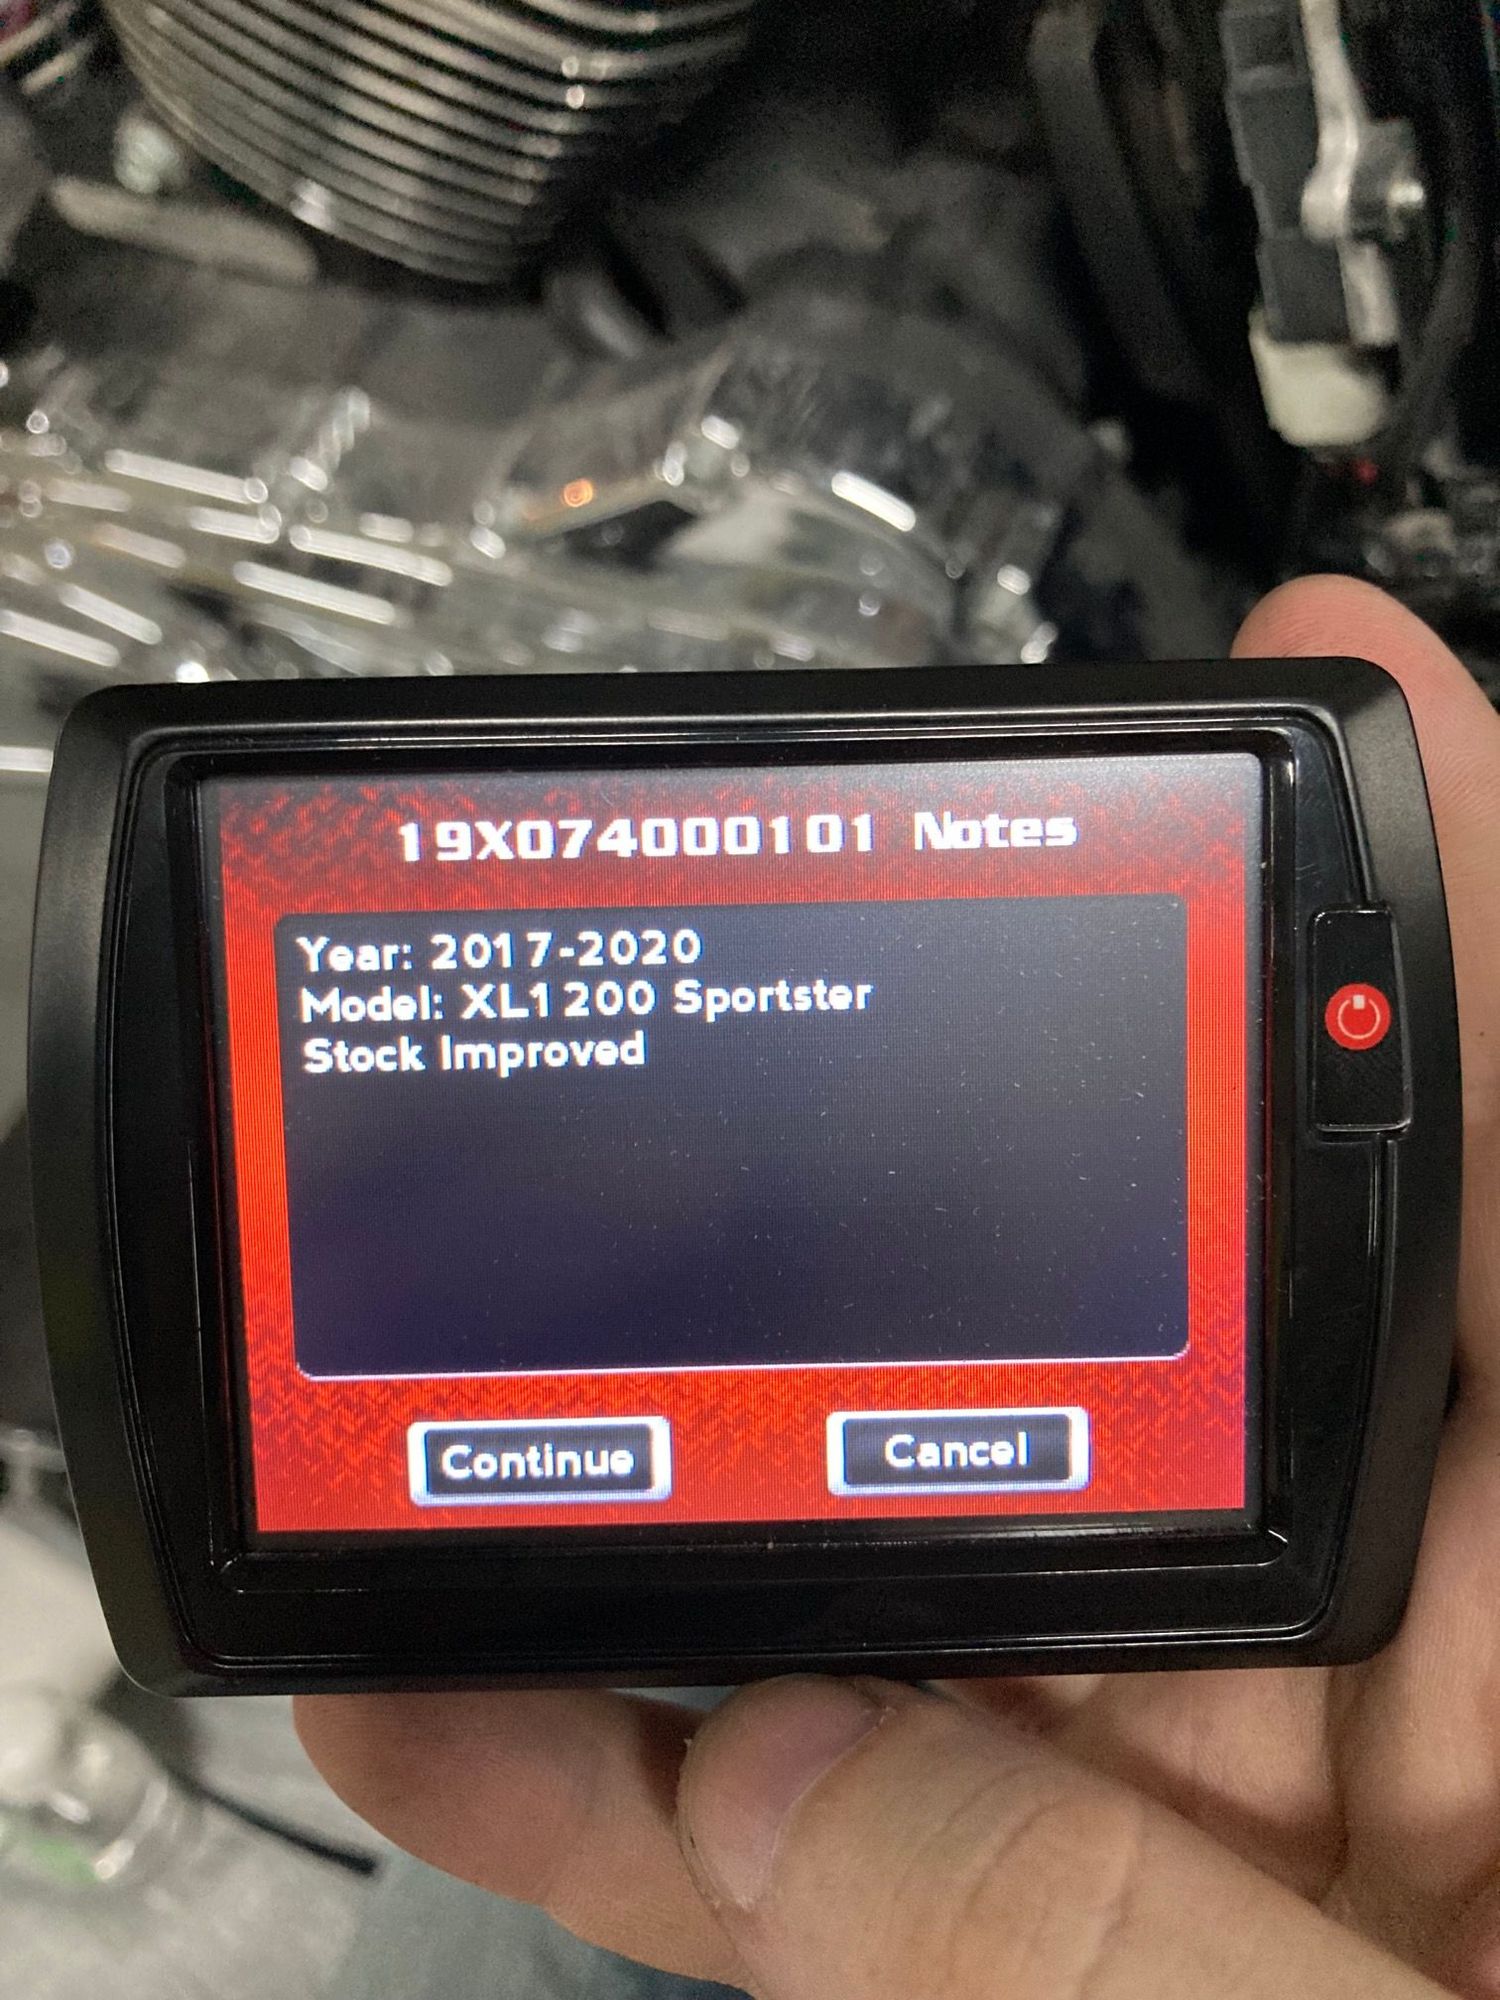 19X074000101 Notes
Year: 2017-2020
Model: XL1200 Sportster
Stock Improved
Continue
Cancel